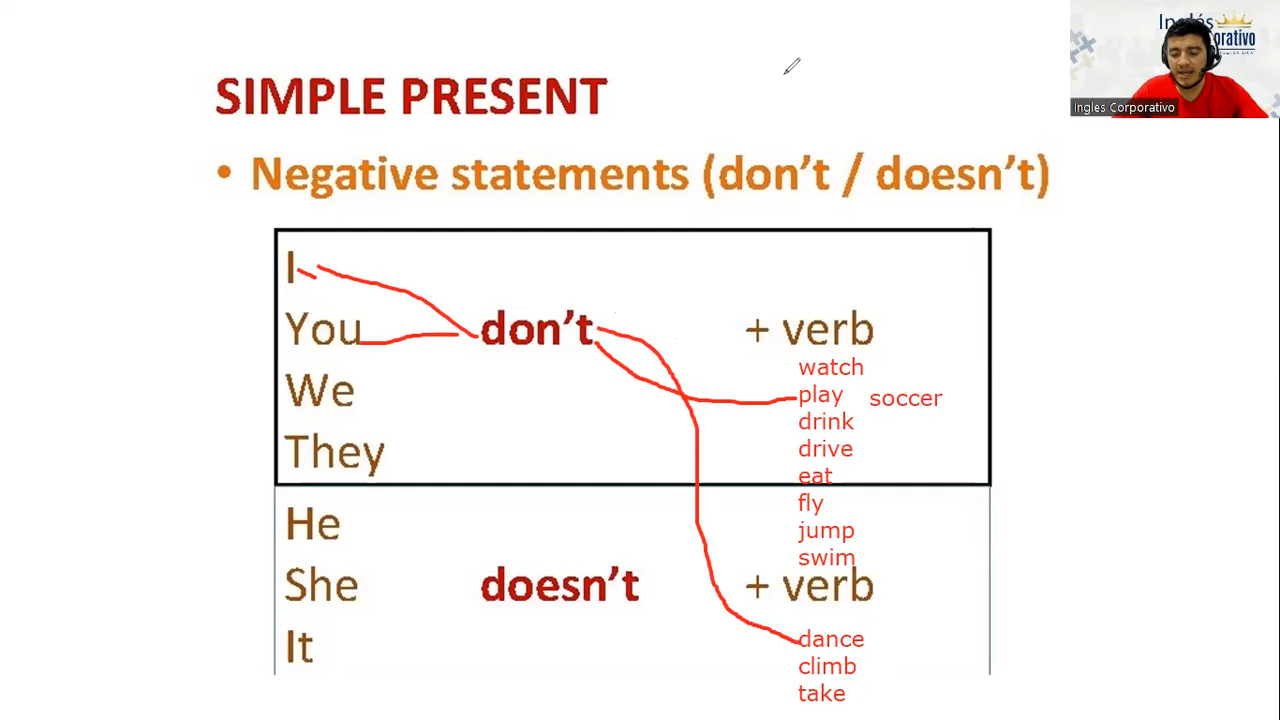 Inglés
orativo
Ingles Corporativo
SIMPLE PRESENT
• Negative statements (don't / doesn't)
I
You don't + verb
We
They
watch
play soccer
drink
drive
eat
fly
jump
swim
He
She doesn't + verb
It
dance
climb
take